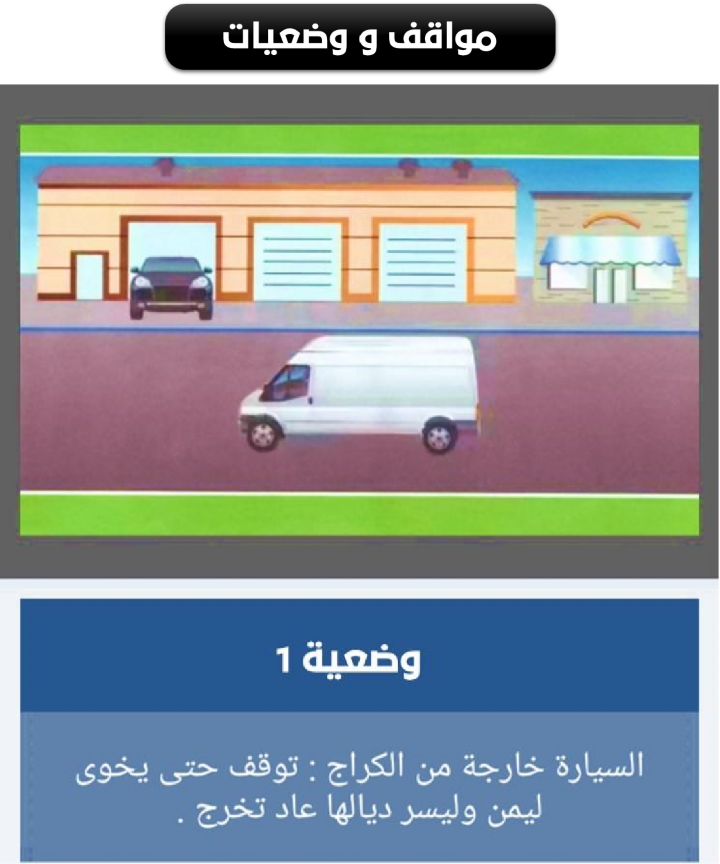 مواقف و وضعيات
وضعية 1
السيارة خارجة من الكراج : توقف حتى يخوى
ليمن وليسر ديالها عاد تخرج .